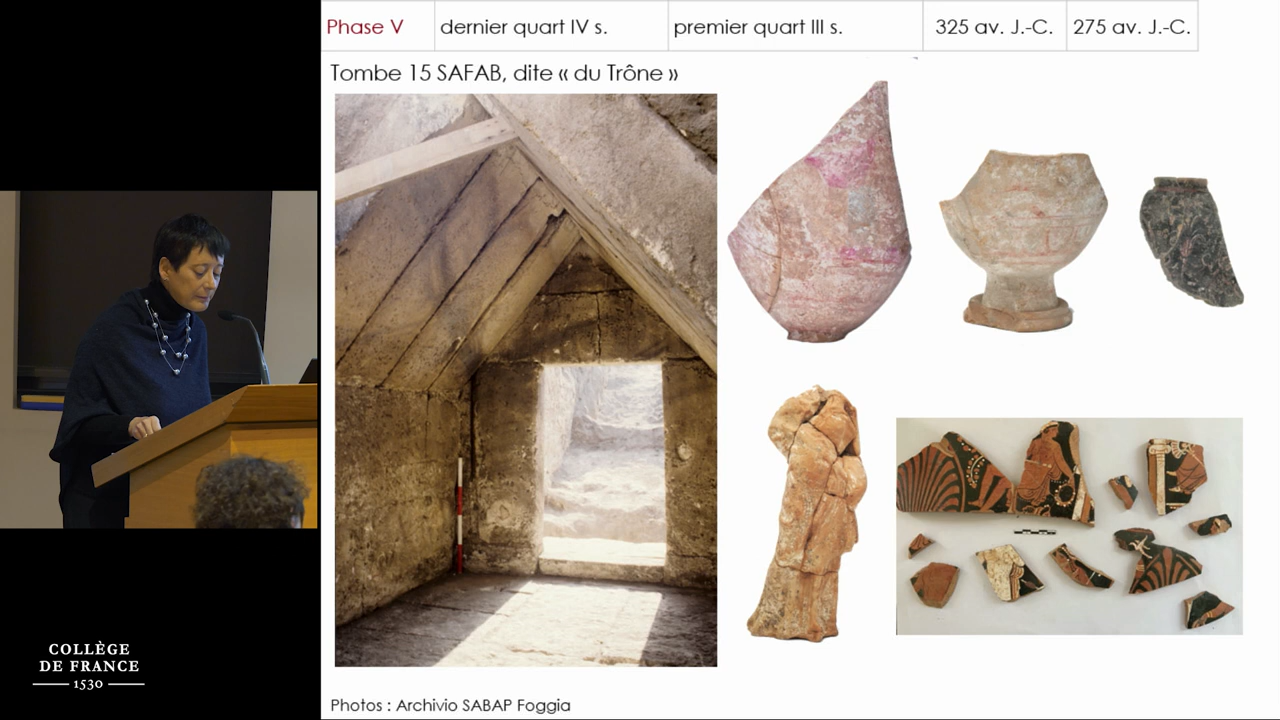 Phase V dernier quart IV s. premier quart III s. 325 av. J.-C. 275 av. J.-C.
Tombe 15 SAFAB, dite « du Trône »
Photos : Archivio SABAP Foggia
COLLÈGE
DE FRANCE
1530